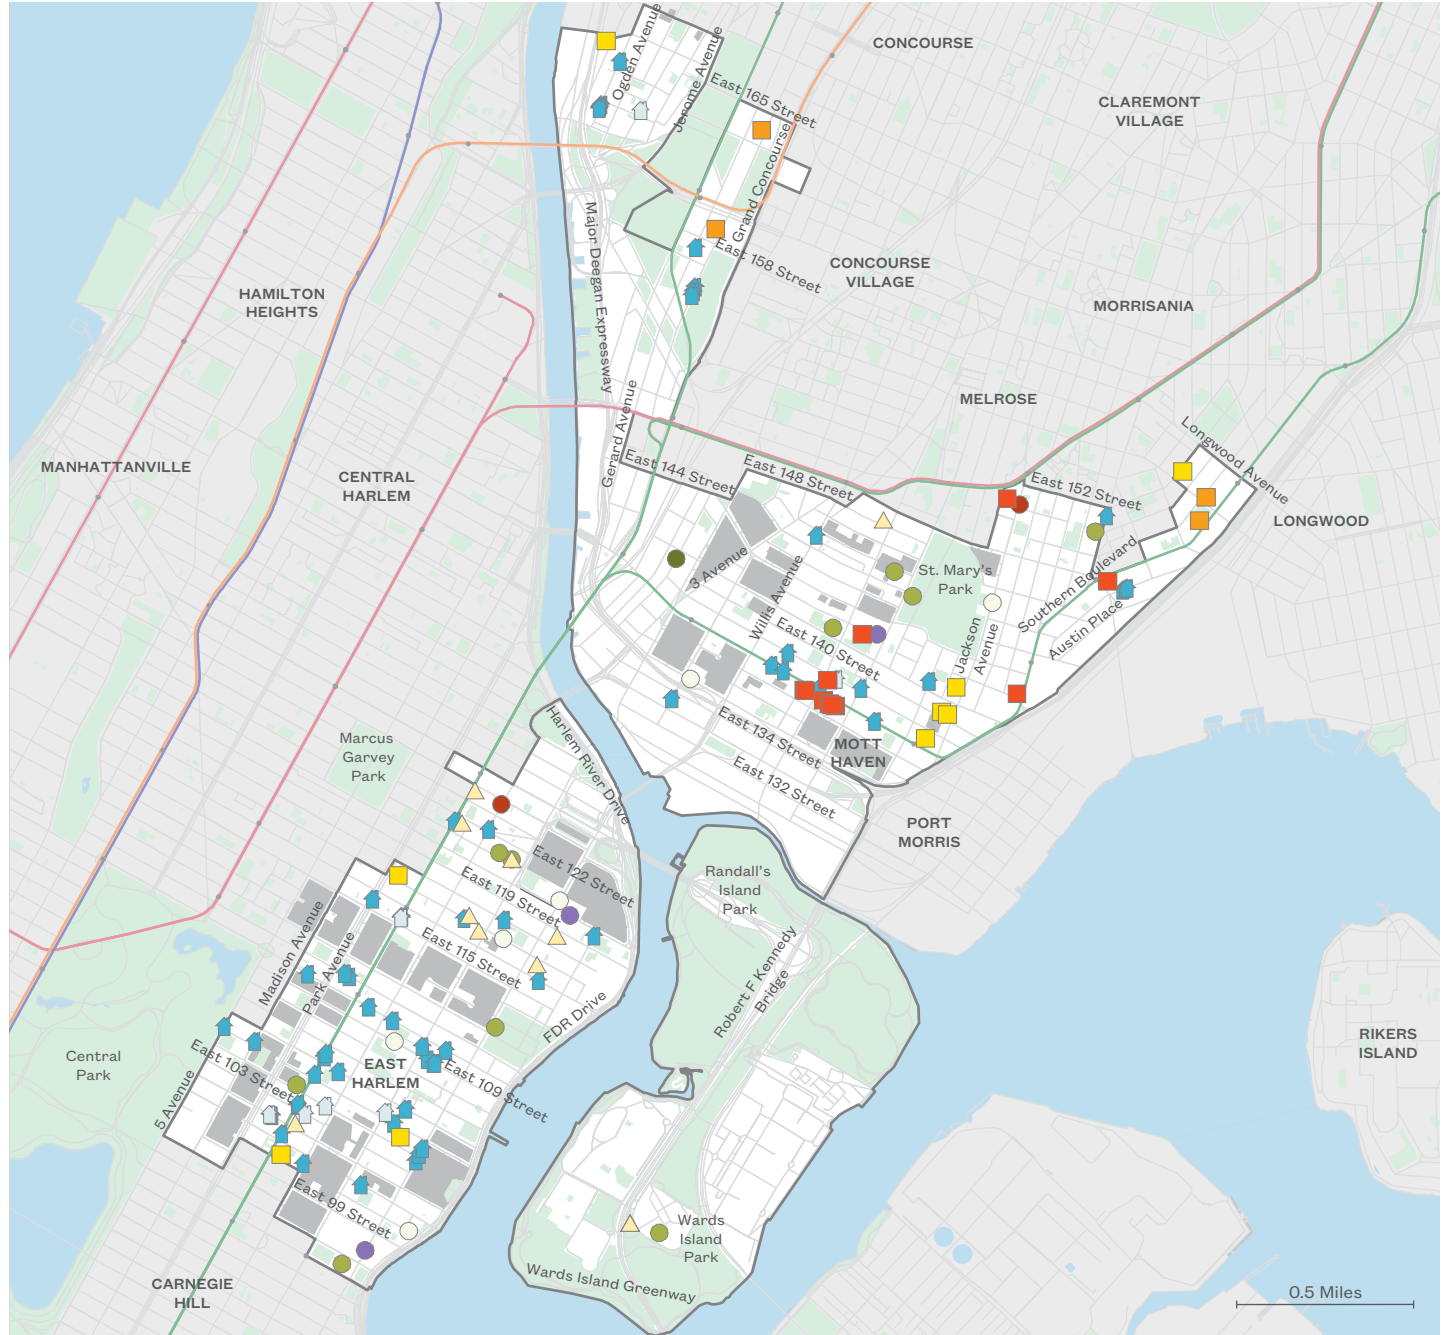 CONCOURSE
Ogden Avenue
Jerome Avenue
East 165 Street
CLAREMONT
VILLAGE
Grand Concourse
Major Deegan Expressway
East 158 Street
CONCOURSE
VILLAGE
HAMILTON
HEIGHTS
MORRISANIA
Gerard Avenue
MELROSE
MANHATTANVILLE
CENTRAL
HARLEM
East 144 Street
East 148 Street
East 152 Street
Longwood Avenue
LONGWOOD
3 Avenue
Willis Avenue
St. Mary's
Park
Southern Boulevard
Austin Place
East 140 Street
Jackson
Avenue
Harlem River Drive
East 134 Street
MOTT
HAVEN
East 132 Street
Marcus
Garvey
Park
PORT
MORRIS
East 122 Street
East 119 Street
Randall's
Island
Park
Madison Avenue
Park Avenue
East 115 Street
Robert F Kennedy
Bridge
FDR Drive
Central
Park
East 103 Street
EAST
HARLEM
East 109 Street
5 Avenue
RIKERS
ISLAND
East 99 Street
Wards
Island
Park
Wards Island Greenway
CARNEGIE
HILL
0.5 Miles